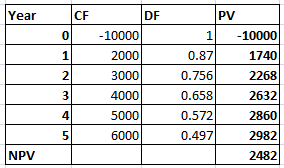 Year CF DF PV
0 -10000 1 -10000
1 2000 0.87 1740
2 3000 0.756 2268
3 4000 0.658 2632
4 5000 0.572 2860
5 6000 0.497 2982
NPV 2482